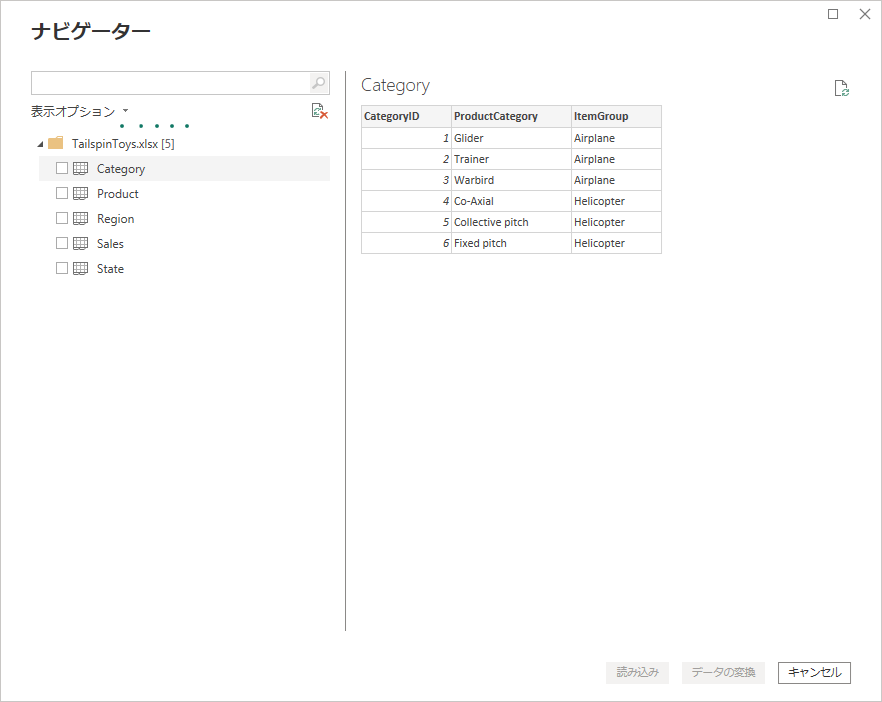 ナビゲーター
表示オプション
TailspinToys.xlsx [5]
Category
Product
Region
Sales
State
Category
CategoryID ProductCategory ItemGroup
1 Glider Airplane
2 Trainer Airplane
3 Warbird Airplane
4 Co-Axial Helicopter
5 Collective pitch Helicopter
6 Fixed pitch Helicopter
読み込み データの変換 キャンセル